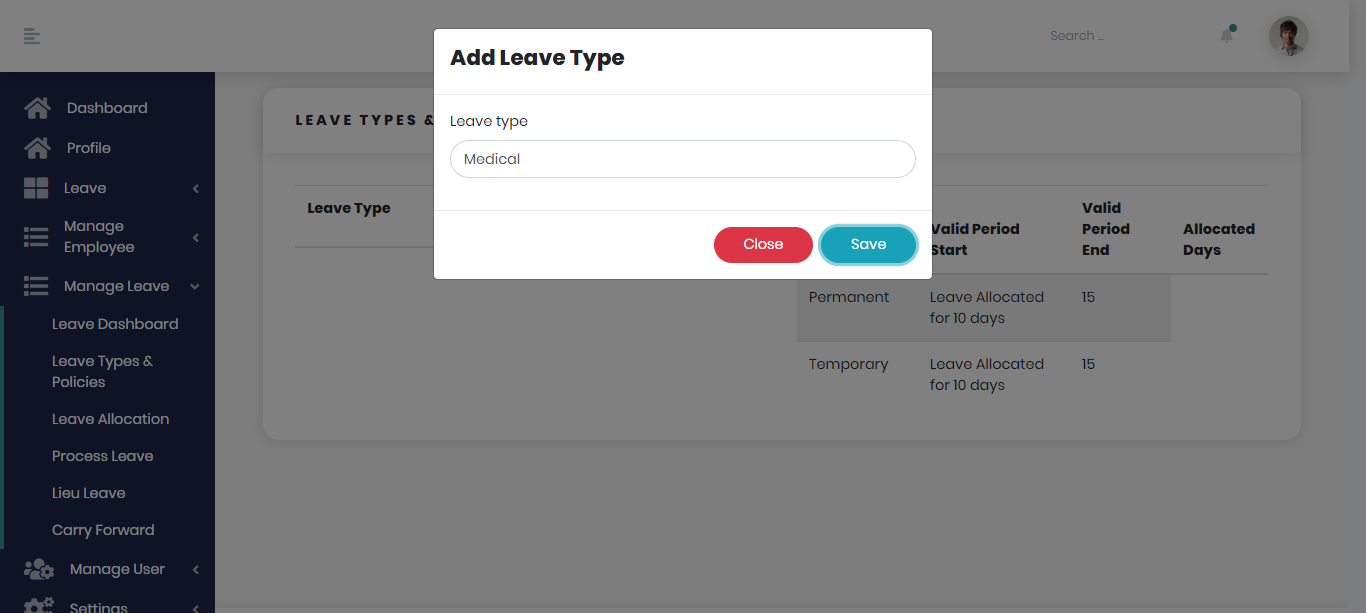 Search ...
Add Leave Type
Leave type
Medical
Close
Save
Dashboard
Profile
Leave
Manage
Employee
Manage Leave
Leave Dashboard
Leave Types &
Policies
Leave Allocation
Process Leave
Lieu Leave
Carry Forward
Manage User
Settings
LEAVE TYPES &
Leave Type
Valid Period
Start
Valid
Period
End
Allocated
Days
Permanent
Leave Allocated
for 10 days
15
Temporary
Leave Allocated
for 10 days
15